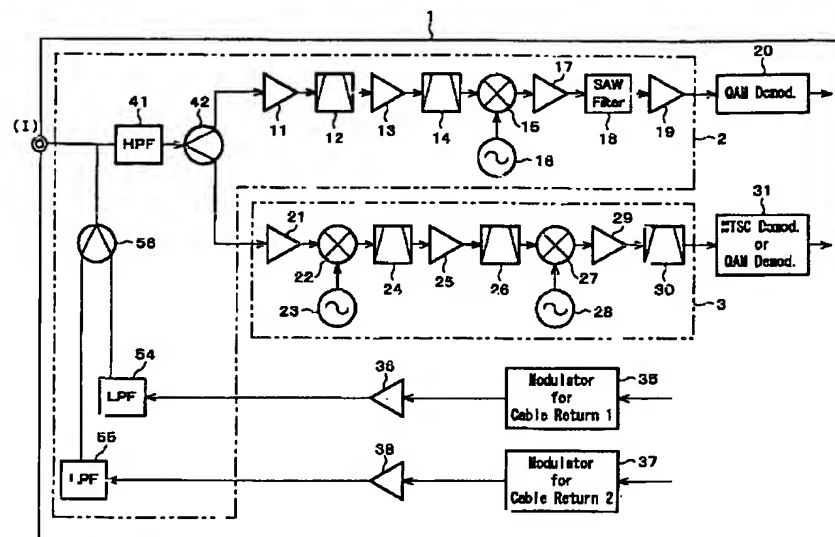 1
(I)
41
HPF
42
11
12
13
14
15
16
17
SAW
Filter
18
19
20
QAM Demod.
2
56
21
22
23
24
25
26
27
28
29
30
31
NTSC Demod.
or
QAM Demod.
3
54
LPF
36
Modulator
for
Cable Return 1
35
55
LPF
38
Modulator
for
Cable Return 2
37